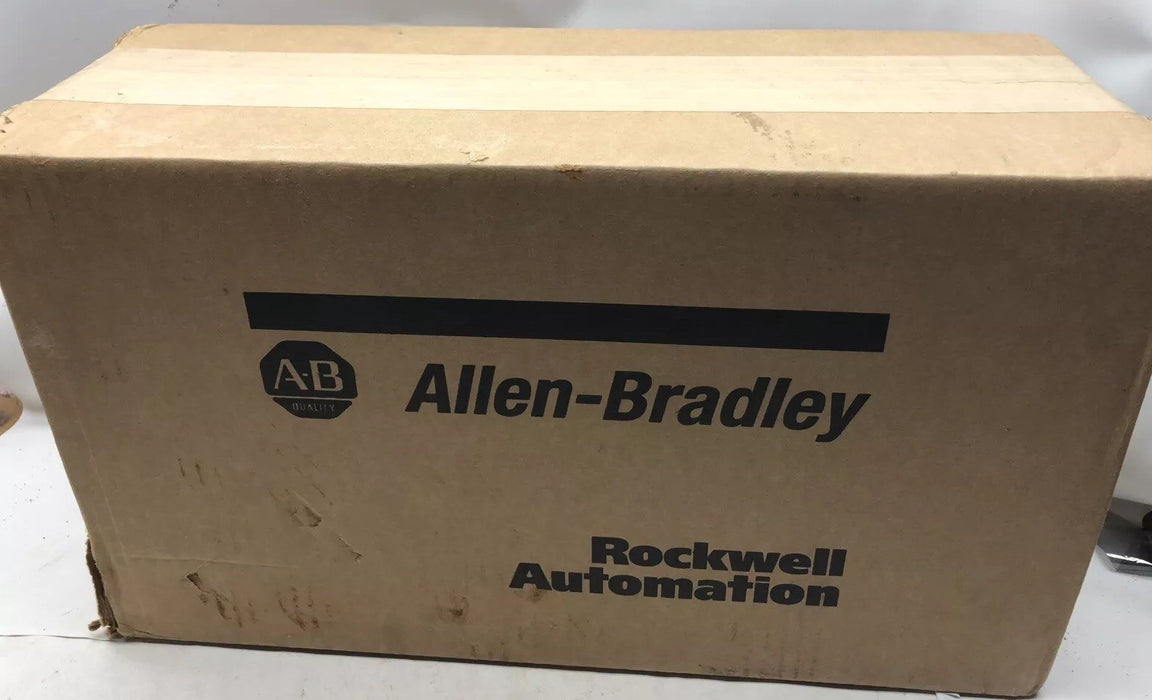 A-B
QUALITY
Allen-Bradley
Rockwell
Automation